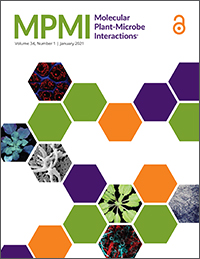 MPMI
Molecular
Plant-Microbe
Interactions
Volume 34, Number 1 | January 2021